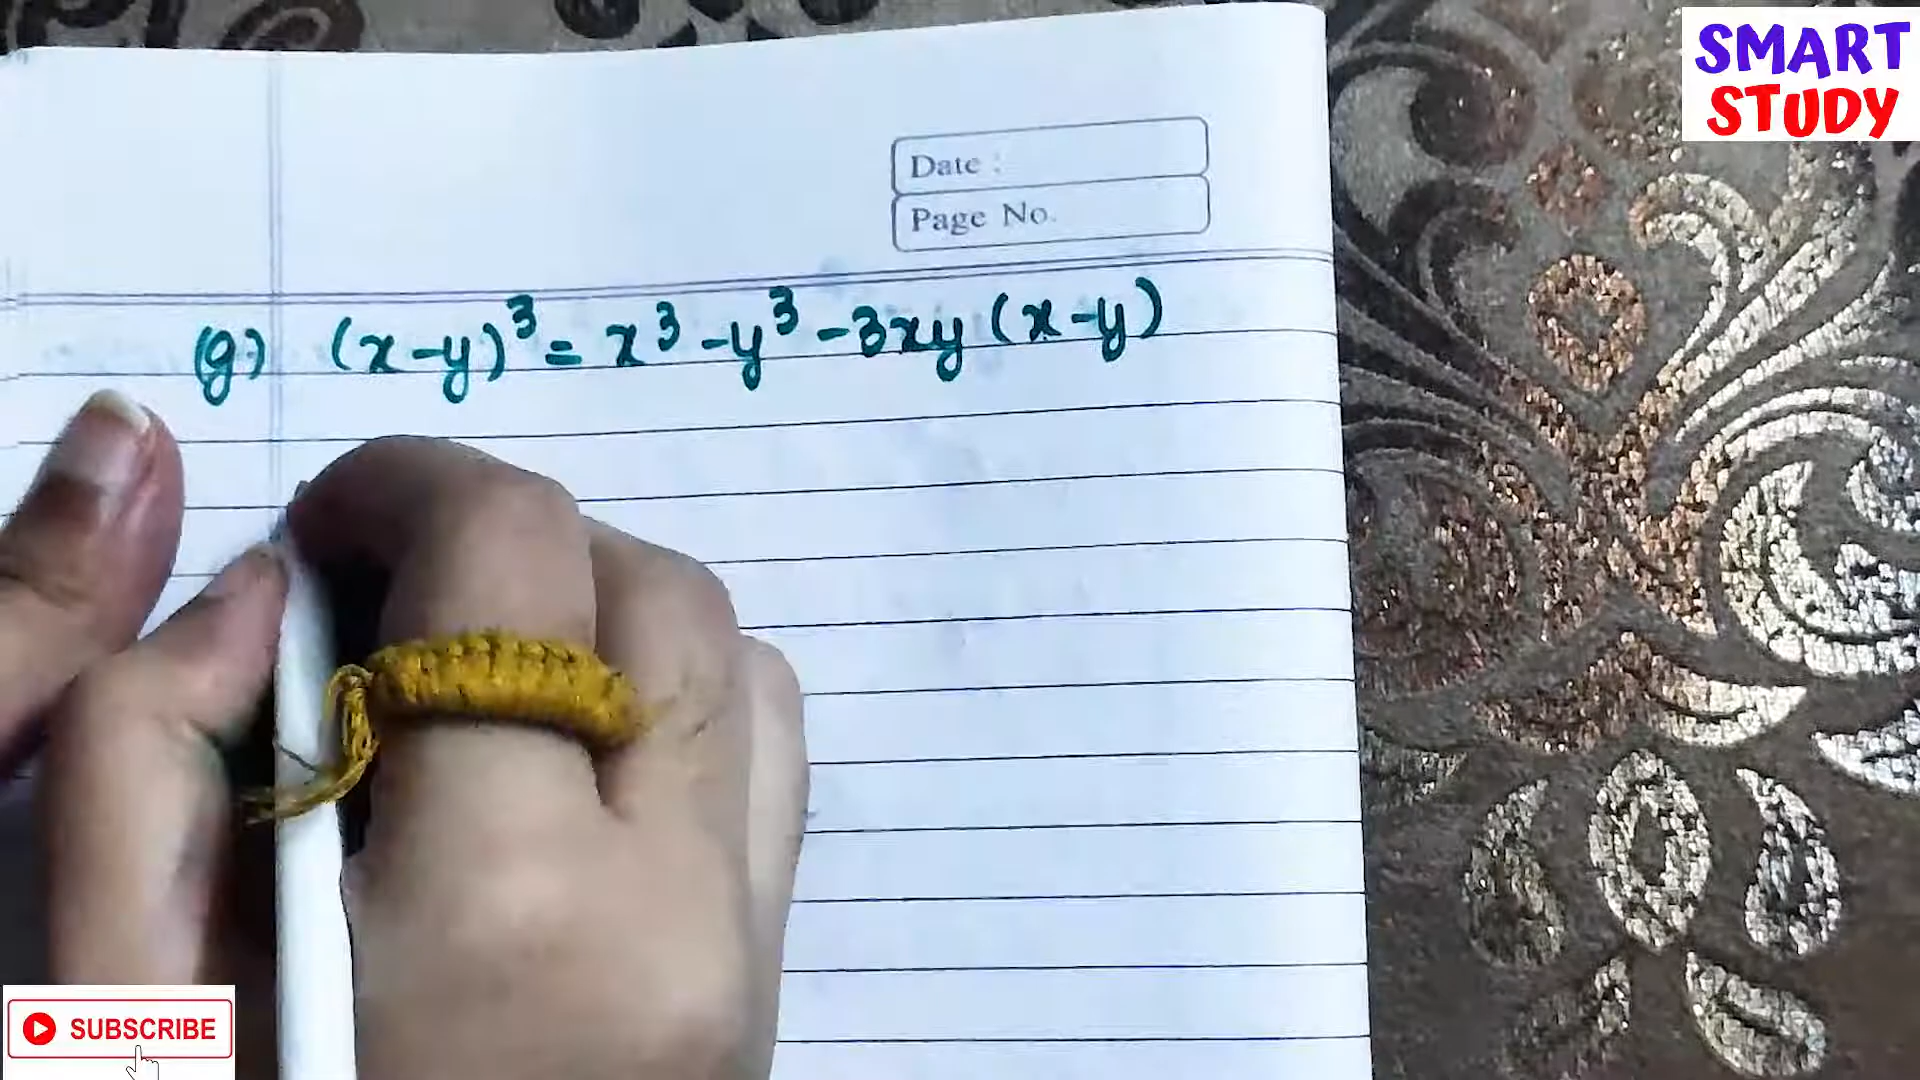 SMART
STUDY
Date :
Page No.
(g) (x-y)³ = x³ -y³ -3xy (x-y)
SUBSCRIBE